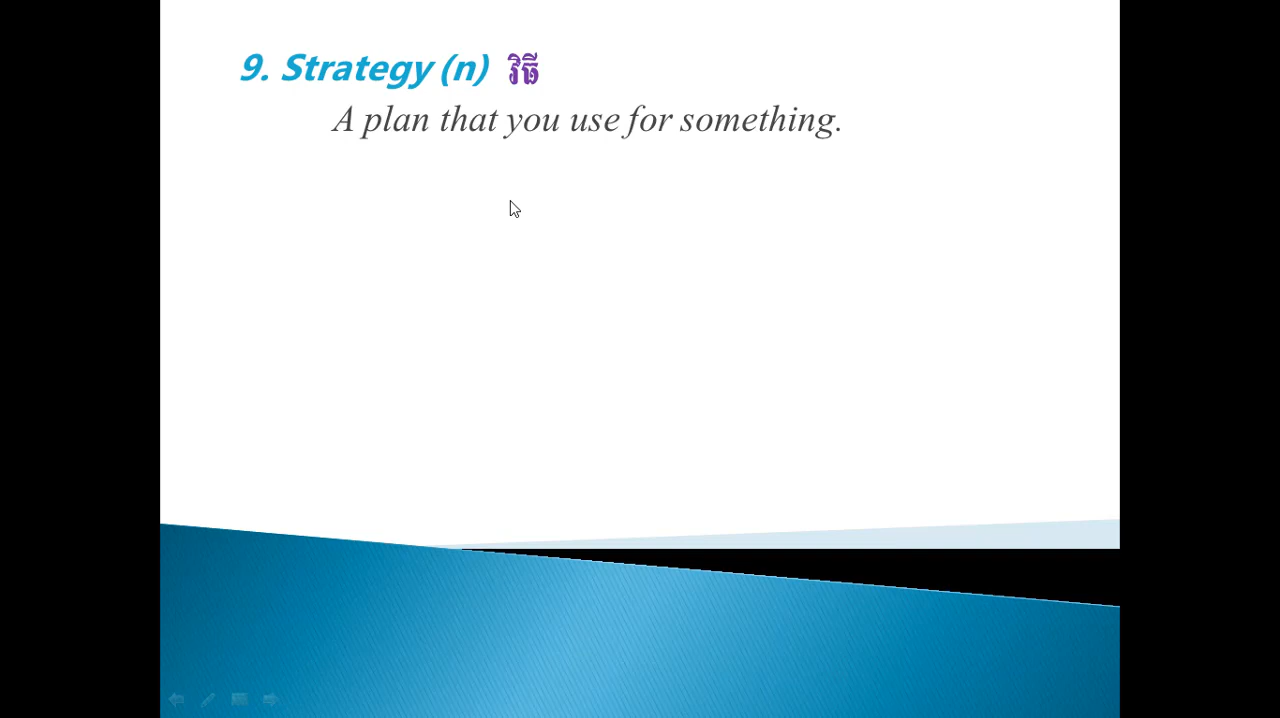 9. Strategy (n) វិធី
A plan that you use for something.